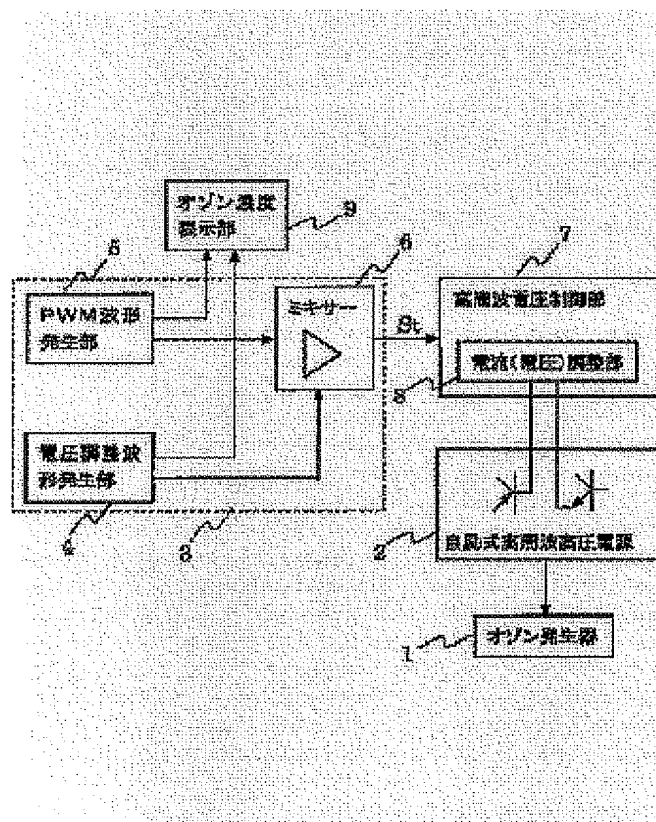 オゾン濃度
表示部
9
5
6
7
PWM波形
発生部
ミキサー
St
高周波電圧制御部
電流(電圧)調整部
8
電圧調整波
形発生部
4
3
2
自励式高周波高圧電源
1
オゾン発生器